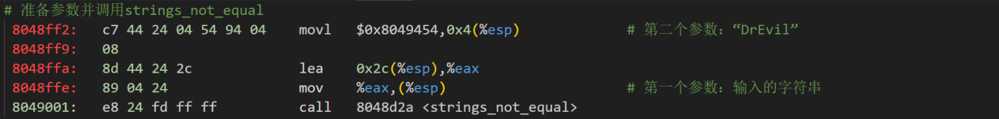 # 准备参数并调用strings_not_equal
8048ff2: c7 44 24 04 54 94 04 movl $0x8049454,0x4(%esp) # 第二个参数：“DrEvil”
8048ff9: 08
8048ffa: 8d 44 24 2c lea 0x2c(%esp),%eax
8048ffe: 89 04 24 mov %eax,(%esp) # 第一个参数：输入的字符串
8049001: e8 24 fd ff ff call 8048d2a <strings_not_equal>